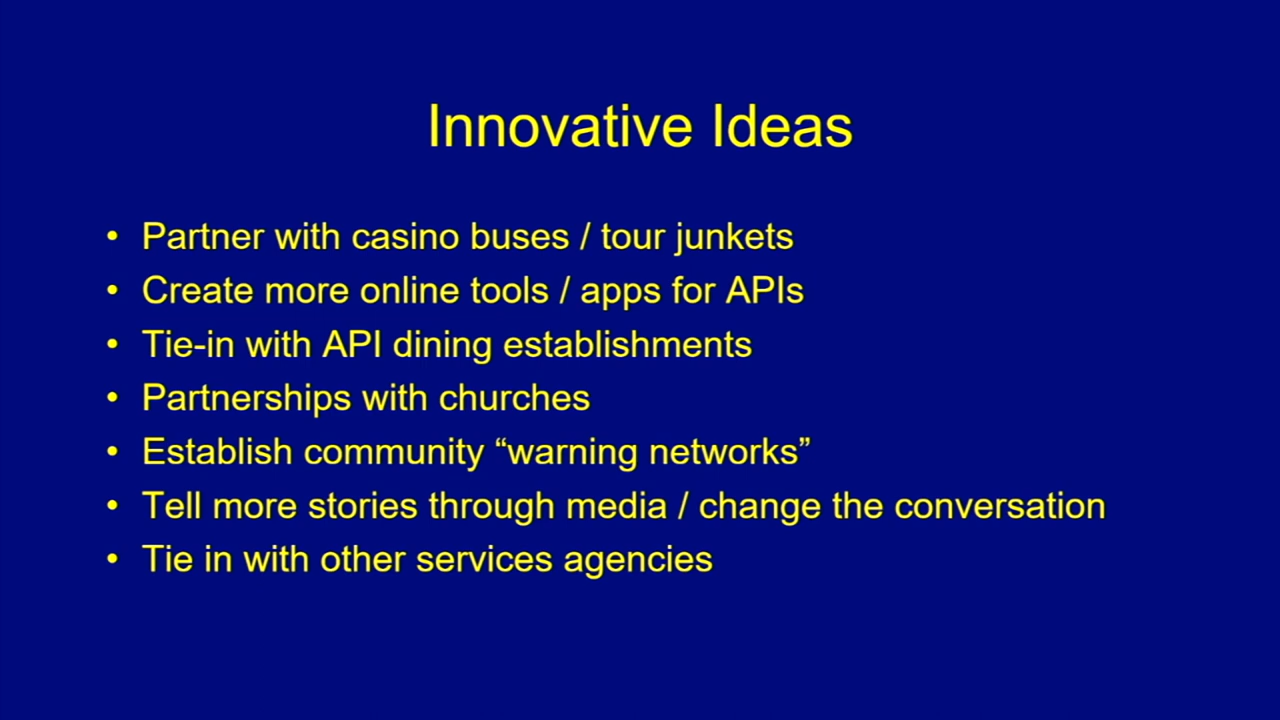 Innovative Ideas
• Partner with casino buses / tour junkets
• Create more online tools / apps for APIs
• Tie-in with API dining establishments
• Partnerships with churches
• Establish community “warning networks”
• Tell more stories through media / change the conversation
• Tie in with other services agencies